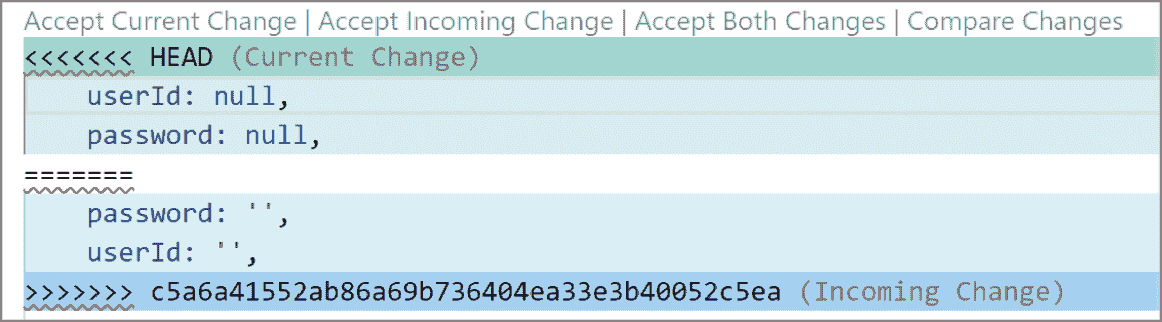 Accept Current Change | Accept Incoming Change | Accept Both Changes | Compare Changes
<<<<<<< HEAD (Current Change)
    userId: null,
    password: null,
=======
    password: '',
    userId: '',
>>>>>>> c5a6a41552ab86a69b736404ea33e3b40052c5ea (Incoming Change)